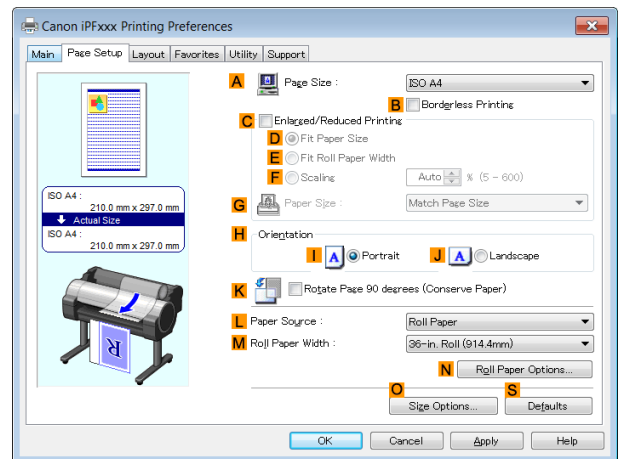 Canon iPFxxx Printing Preferences
Main Page Setup Layout Favorites Utility Support
A Page Size : ISO A4
B Borderless Printing
C Enlarged/Reduced Printing
D Fit Paper Size
E Fit Roll Paper Width
F Scaling Auto % (5 - 600)
G Paper Size : Match Page Size
ISO A4 :
210.0 mm x 297.0 mm
Actual Size
ISO A4 :
210.0 mm x 297.0 mm
H Orientation
I A Portrait J A Landscape
K Rotate Page 90 degrees (Conserve Paper)
L Paper Source : Roll Paper
M Roll Paper Width : 36-in. Roll (914.4mm)
R
N Roll Paper Options...
O S
Size Options... Defaults
OK Cancel Apply Help